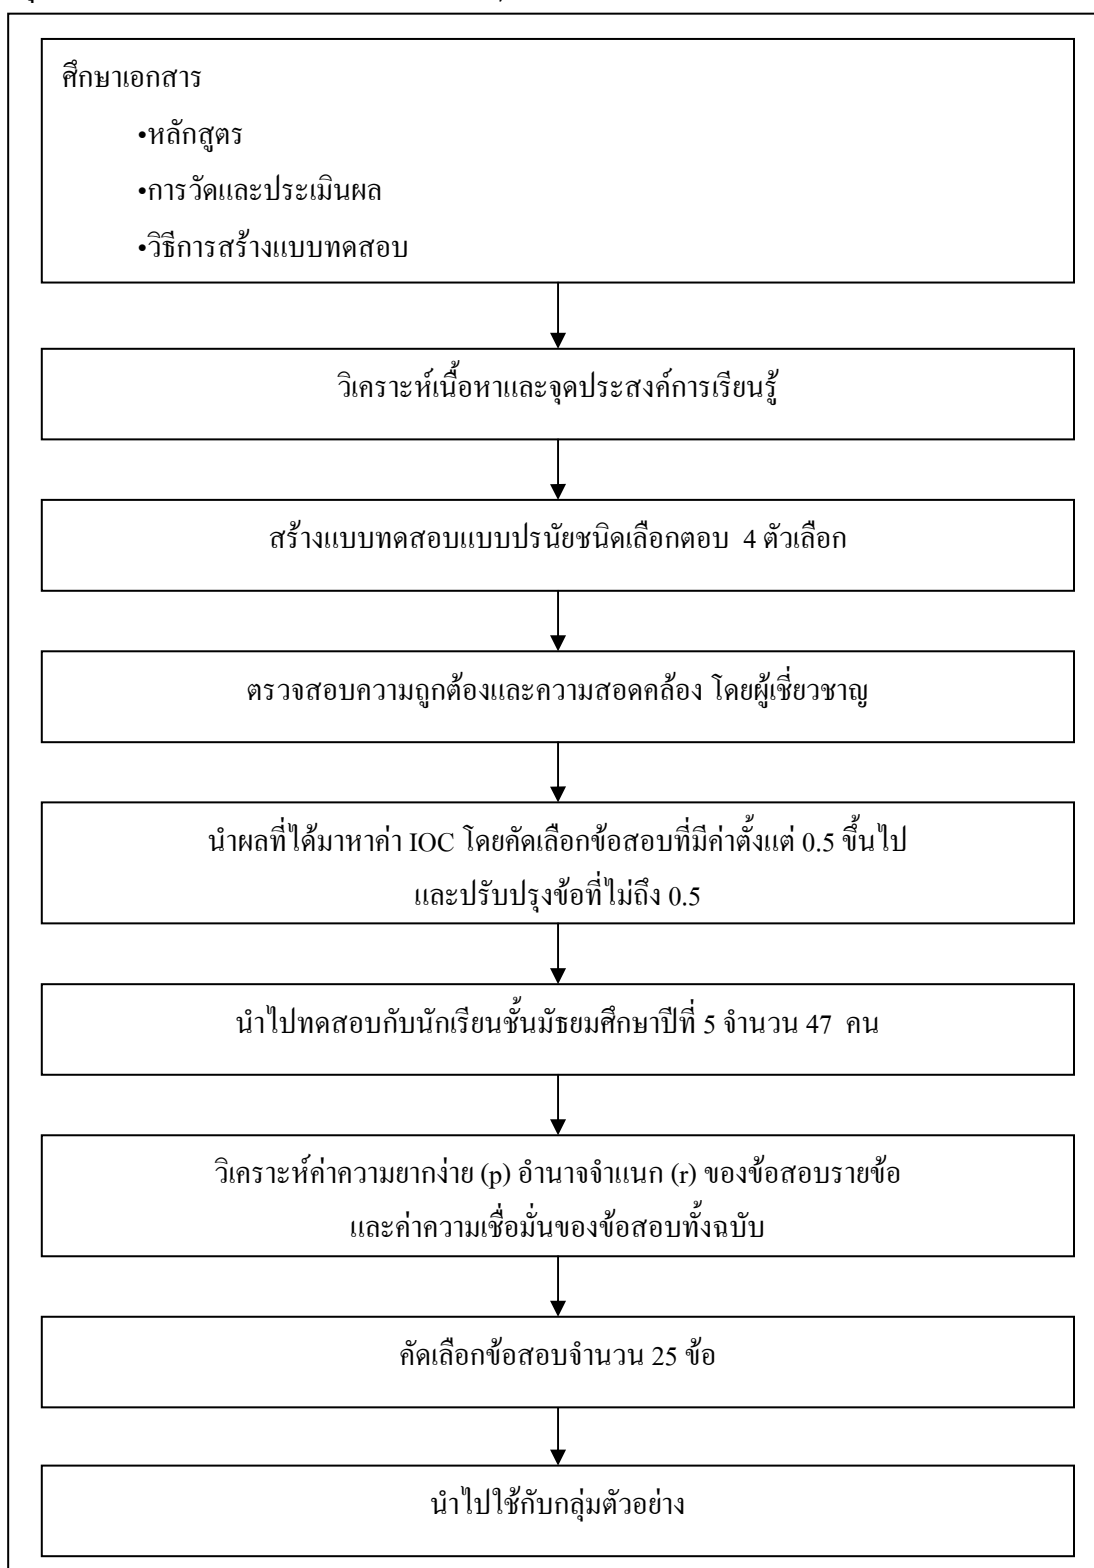 ศึกษาเอกสาร
•หลักสูตร
•การวัดและประเมินผล
•วิธีการสร้างแบบทดสอบ
วิเคราะห์เนื้อหาและจุดประสงค์การเรียนรู้
สร้างแบบทดสอบแบบปรนัยชนิดเลือกตอบ 4 ตัวเลือก
ตรวจสอบความถูกต้องและความสอดคล้อง โดยผู้เชี่ยวชาญ
นำผลที่ได้มาหาค่า IOC โดยคัดเลือกข้อสอบที่มีค่าตั้งแต่ 0.5 ขึ้นไป
และปรับปรุงข้อที่ไม่ถึง 0.5
นำไปทดสอบกับนักเรียนชั้นมัธยมศึกษาปีที่ 5 จำนวน 47 คน
วิเคราะห์ค่าความยากง่าย (p) อำนาจจำแนก (r) ของข้อสอบรายข้อ
และค่าความเชื่อมั่นของข้อสอบทั้งฉบับ
คัดเลือกข้อสอบจำนวน 25 ข้อ
นำไปใช้กับกลุ่มตัวอย่าง